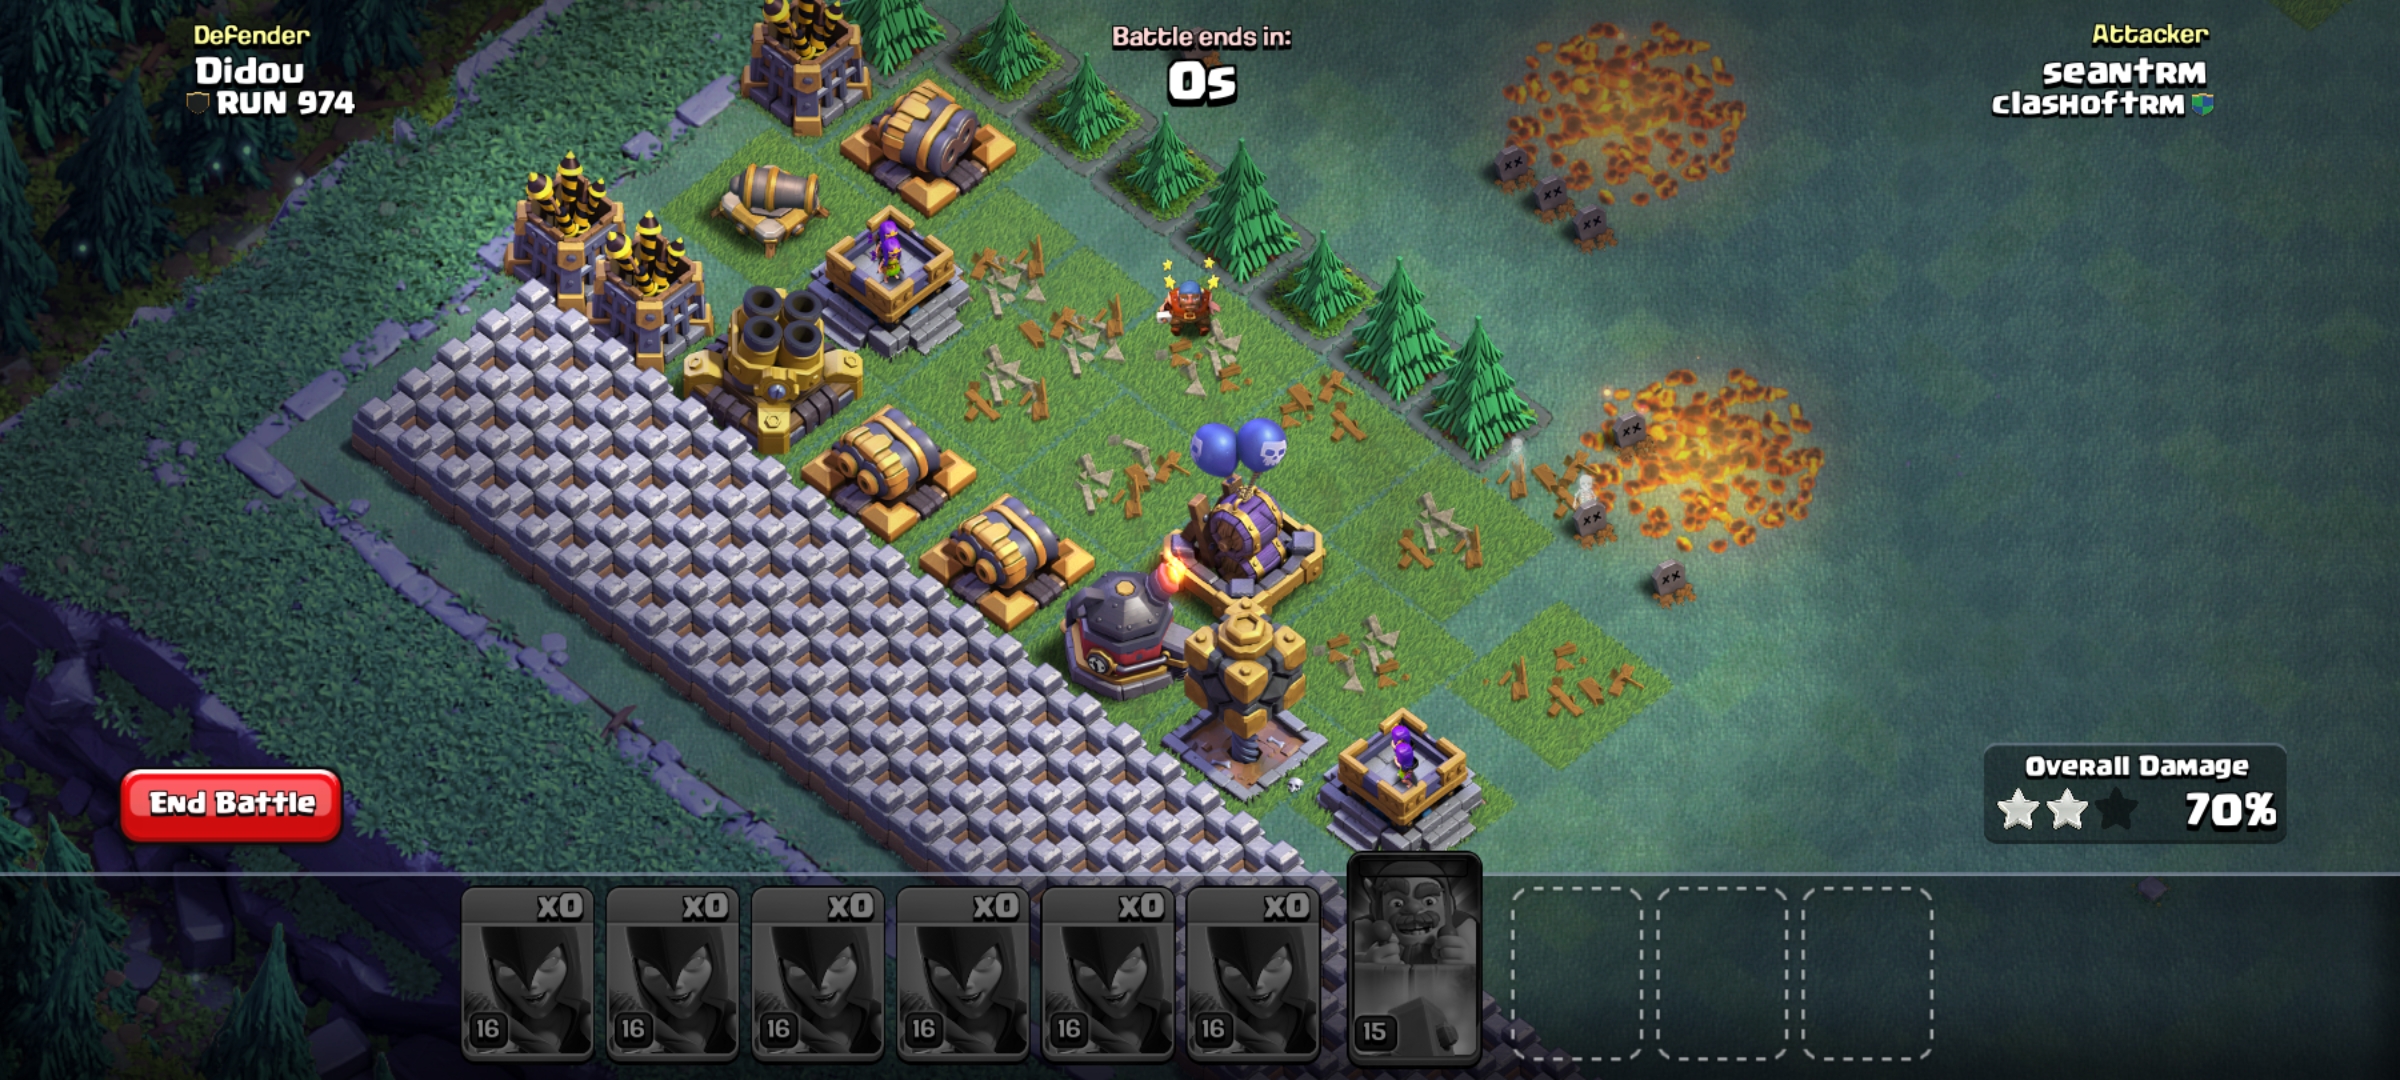 Defender
Didou
RUN 974
Battle ends in:
0s
Attacker
seantRM
clashoftRM
End Battle
Overall Damage
70%
x0 x0 x0 x0 x0 x0
16 16 16 16 16 16 15